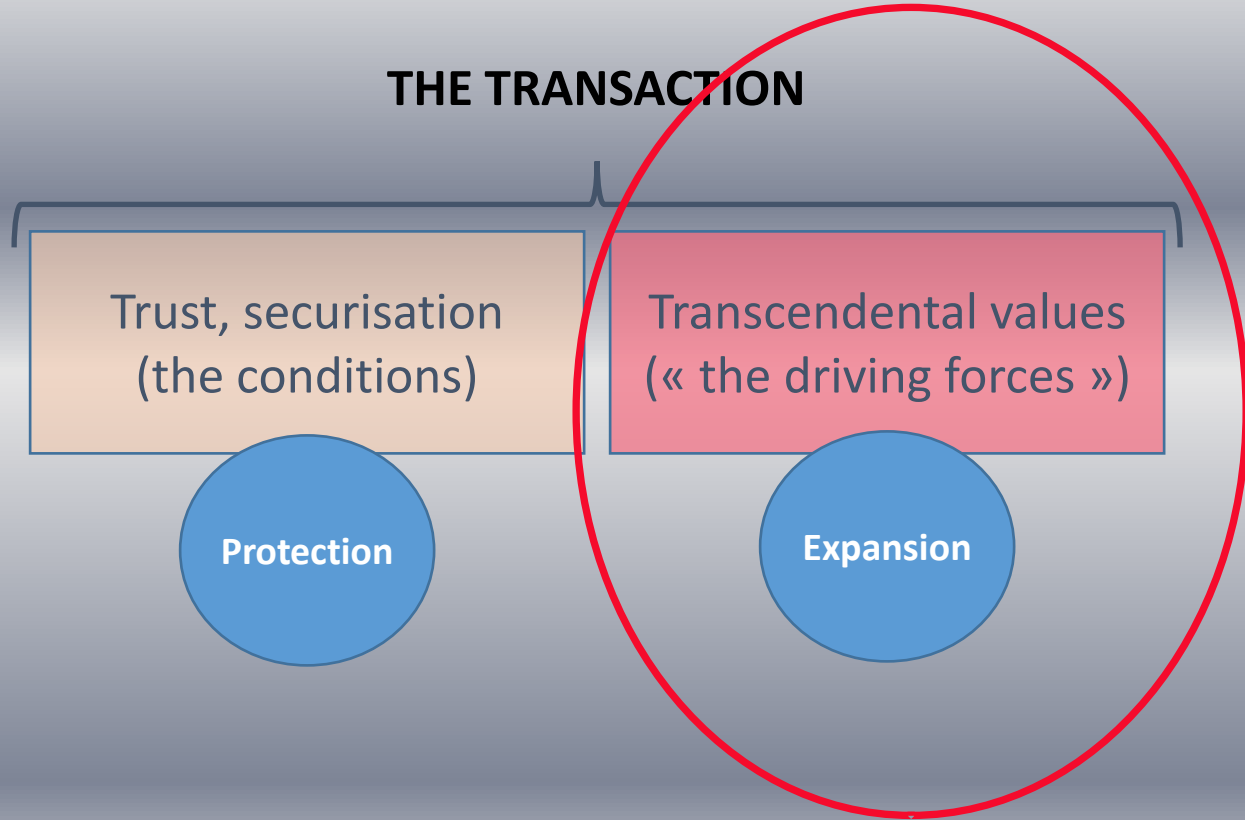 THE TRANSACTION
Trust, securisation
(the conditions)
Transcendental values
(« the driving forces »)
Protection
Expansion